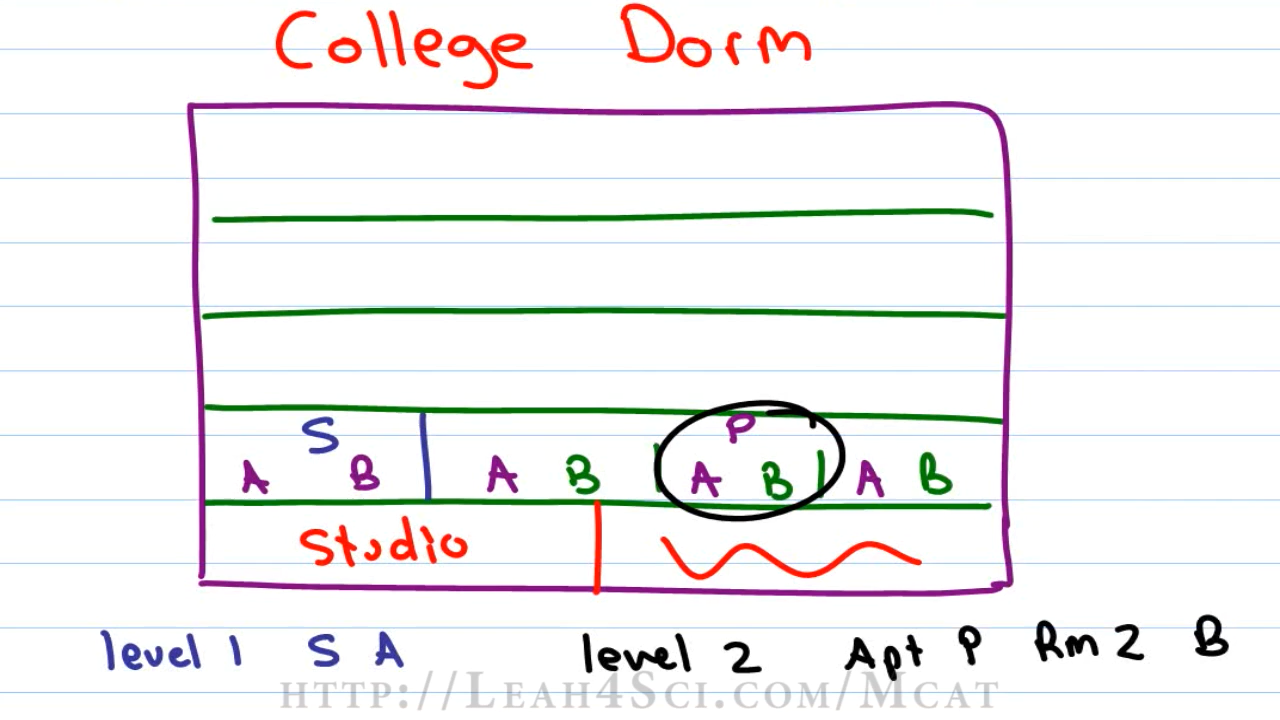 College Dorm
S P
A B A B A B A B
Studio
level 1 S A level 2 Apt P Rm 2 B
http://Leah4Sci.com/Mcat